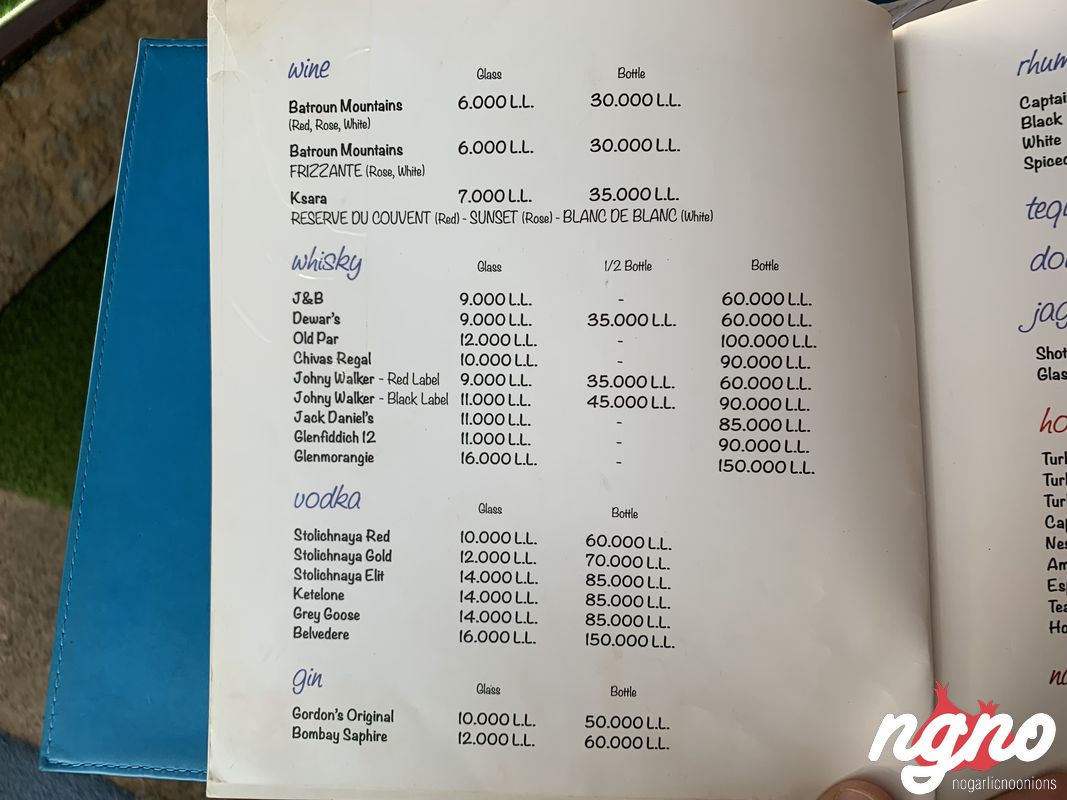 wine Glass Bottle
Batroun Mountains 6.000 L.L. 30.000 L.L.
(Red, Rose, White)
Batroun Mountains 6.000 L.L. 30.000 L.L.
FRIZZANTE (Rose, White)
Ksara 7.000 L.L. 35.000 L.L.
RESERVE DU COUVENT (Red) - SUNSET (Rose) - BLANC DE BLANC (White)
whisky Glass 1/2 Bottle Bottle
J&B 9.000 L.L. - 60.000 L.L.
Dewar's 9.000 L.L. 35.000 L.L. 60.000 L.L.
Old Par 12.000 L.L. - 100.000 L.L.
Chivas Regal 10.000 L.L. - 90.000 L.L.
Johny Walker - Red Label 9.000 L.L. 35.000 L.L. 60.000 L.L.
Johny Walker - Black Label 11.000 L.L. 45.000 L.L. 90.000 L.L.
Jack Daniel's 11.000 L.L. - 85.000 L.L.
Glenfiddich 12 11.000 L.L. - 90.000 L.L.
Glenmorangie 16.000 L.L. - 150.000 L.L.
vodka Glass Bottle
Stolichnaya Red 10.000 L.L. 60.000 L.L.
Stolichnaya Gold 12.000 L.L. 70.000 L.L.
Stolichnaya Elit 14.000 L.L. 85.000 L.L.
Ketelone 14.000 L.L. 85.000 L.L.
Grey Goose 14.000 L.L. 85.000 L.L.
Belvedere 16.000 L.L. 150.000 L.L.
gin Glass Bottle
Gordon's Original 10.000 L.L. 50.000 L.L.
Bombay Saphire 12.000 L.L. 60.000 L.L.
Black
White
ngno
nogarlicnoonions